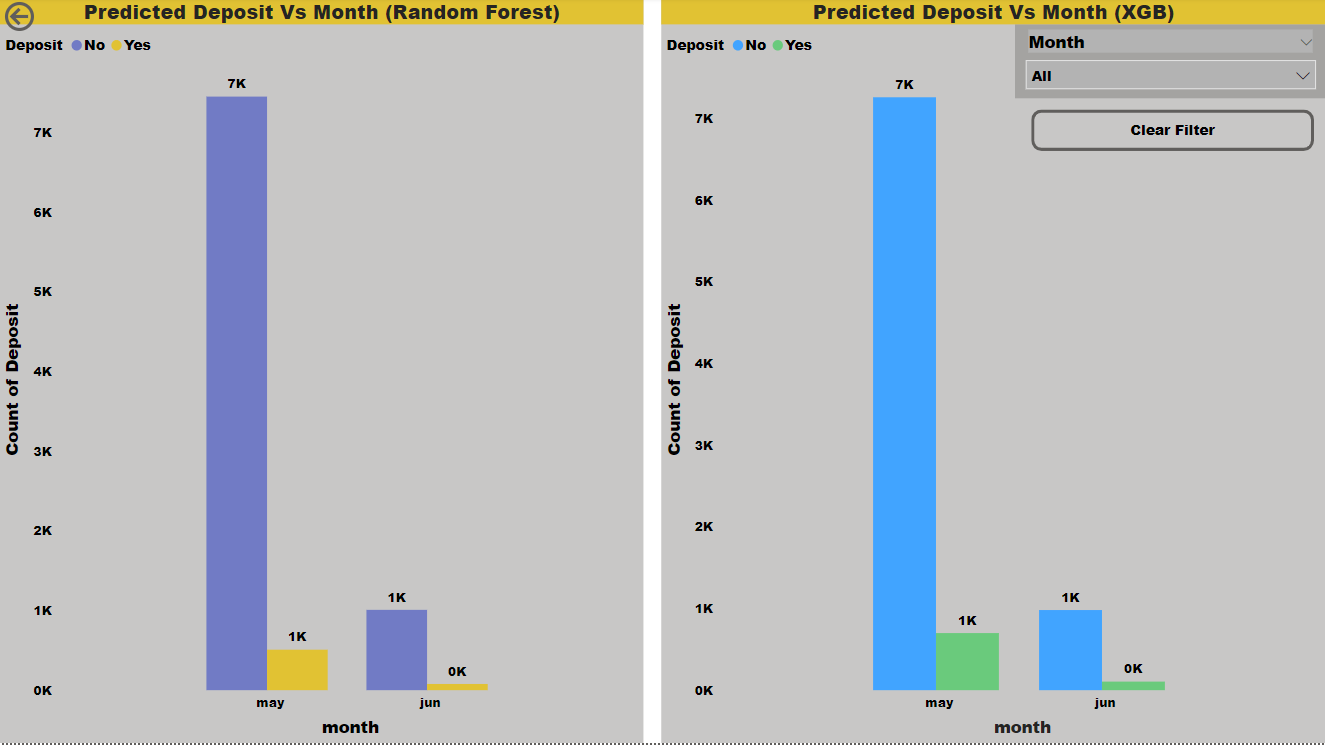 Predicted Deposit Vs Month (Random Forest)
Deposit No Yes
7K
7K
6K
5K
4K
3K
2K
1K
0K
Count of Deposit
1K
1K
0K
may
jun
month
Predicted Deposit Vs Month (XGB)
Deposit No Yes
Month
All
Clear Filter
7K
7K
6K
5K
4K
3K
2K
1K
0K
Count of Deposit
1K
1K
0K
may
jun
month